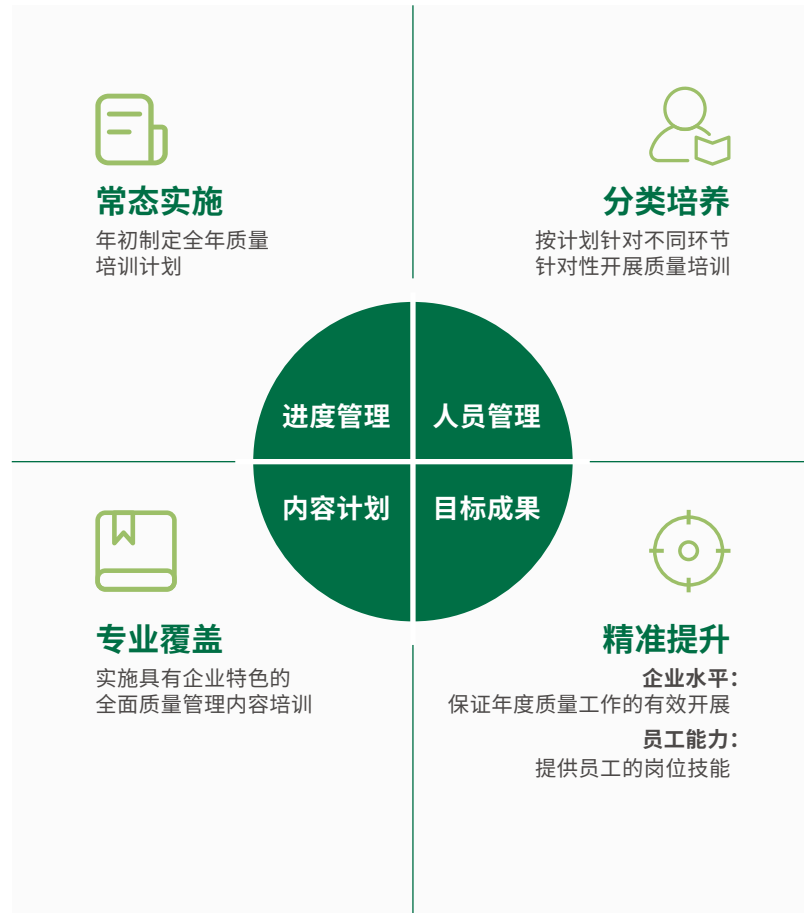 常态实施
年初制定全年质量
培训计划
分类培养
按计划针对不同环节
针对性开展质量培训
进度管理
人员管理
内容计划
目标成果
专业覆盖
实施具有企业特色的
全面质量管理内容培训
精准提升
企业水平：
保证年度质量工作的有效开展
员工能力：
提供员工的岗位技能